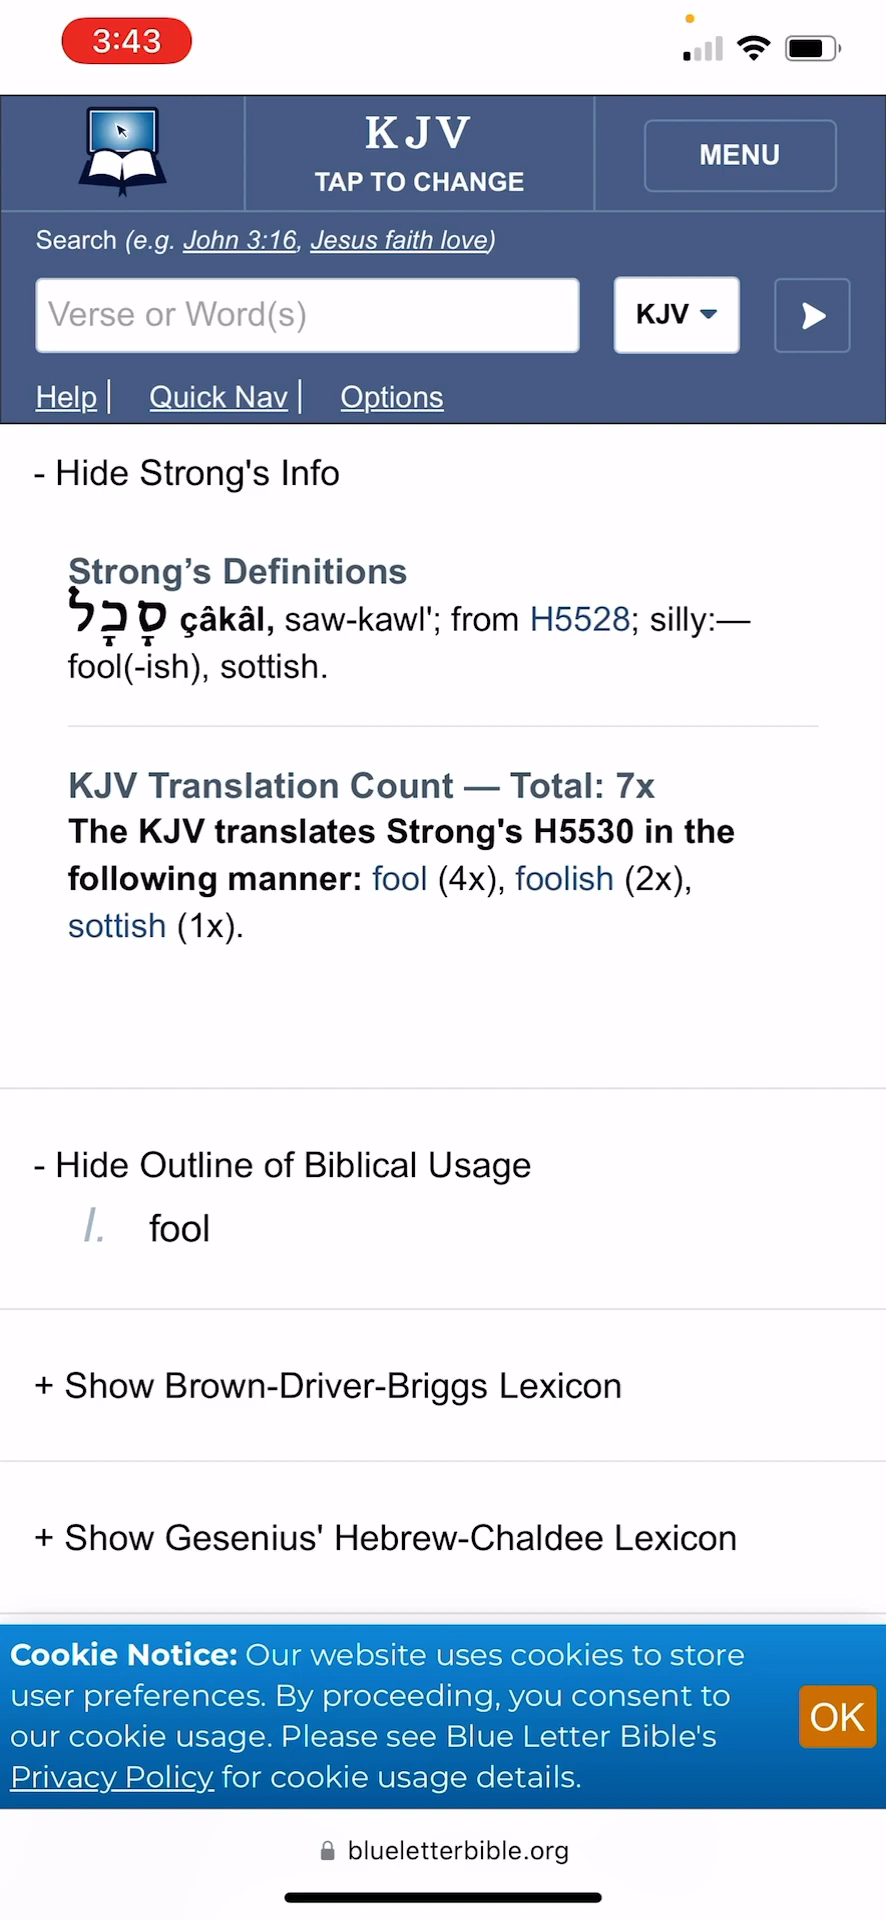 3:43
KJV
TAP TO CHANGE
MENU
Search (e.g. John 3:16, Jesus faith love)
Verse or Word(s)
KJV
Help | Quick Nav | Options
- Hide Strong's Info
Strong’s Definitions
סָכָל çâkâl, saw-kawl'; from H5528; silly:—
fool(-ish), sottish.
KJV Translation Count — Total: 7x
The KJV translates Strong's H5530 in the
following manner: fool (4x), foolish (2x),
sottish (1x).
- Hide Outline of Biblical Usage
I. fool
+ Show Brown-Driver-Briggs Lexicon
+ Show Gesenius' Hebrew-Chaldee Lexicon
Cookie Notice: Our website uses cookies to store
user preferences. By proceeding, you consent to
our cookie usage. Please see Blue Letter Bible's
Privacy Policy for cookie usage details.
OK
blueletterbible.org